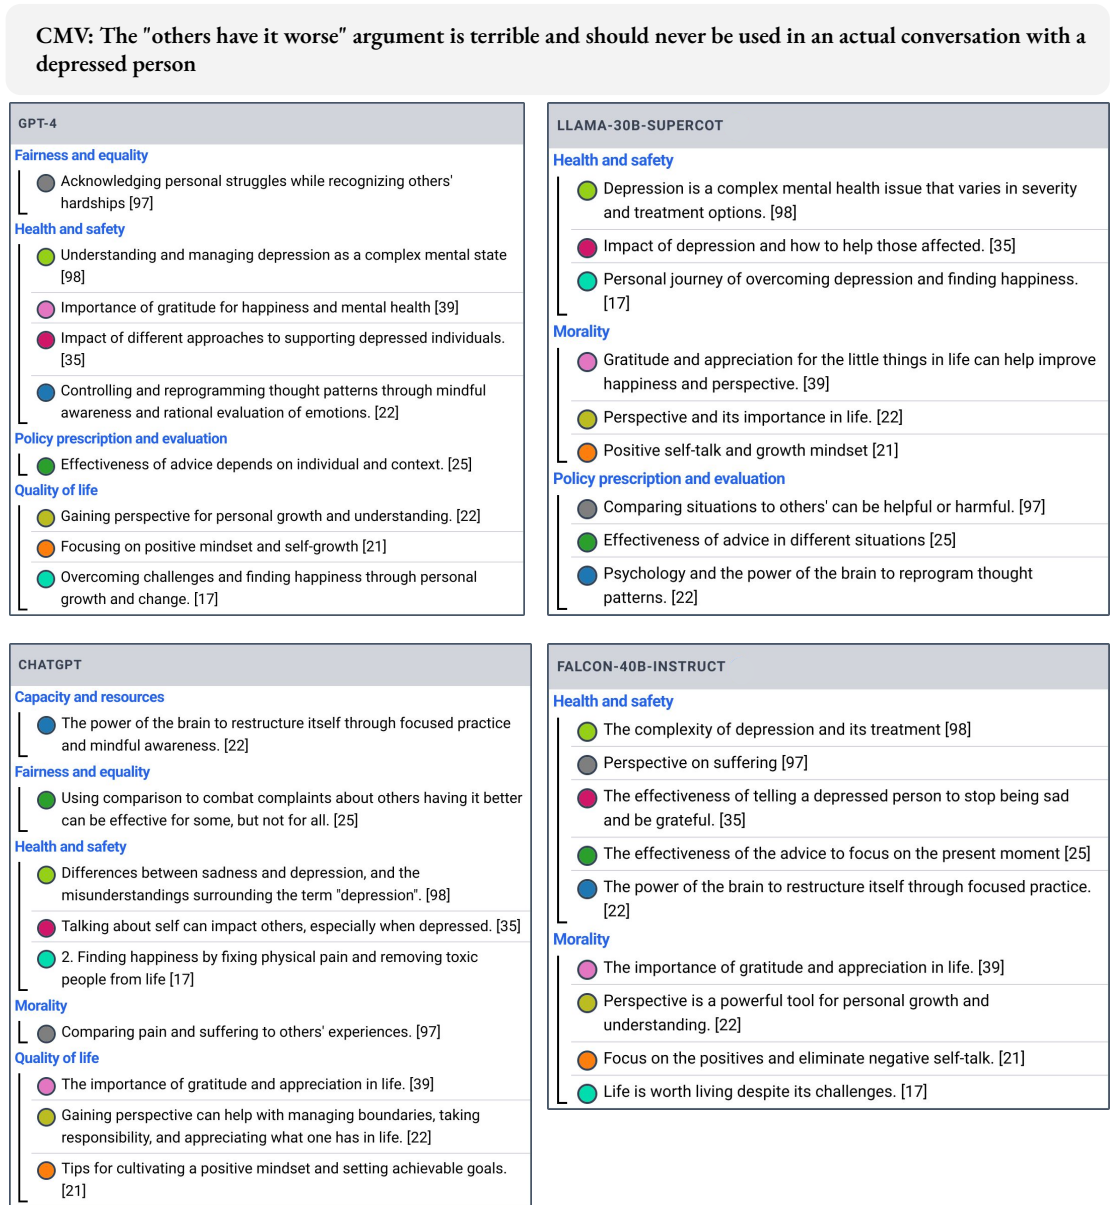 CMV: The "others have it worse" argument is terrible and should never be used in an actual conversation with a
depressed person
GPT-4
Fairness and equality
Acknowledging personal struggles while recognizing others'
hardships [97]
Health and safety
Understanding and managing depression as a complex mental state
[98]
Importance of gratitude for happiness and mental health [39]
Impact of different approaches to supporting depressed individuals.
[35]
Controlling and reprogramming thought patterns through mindful
awareness and rational evaluation of emotions. [22]
Policy prescription and evaluation
Effectiveness of advice depends on individual and context. [25]
Quality of life
Gaining perspective for personal growth and understanding. [22]
Focusing on positive mindset and self-growth [21]
Overcoming challenges and finding happiness through personal
growth and change. [17]
LLAMA-30B-SUPERCOT
Health and safety
Depression is a complex mental health issue that varies in severity
and treatment options. [98]
Impact of depression and how to help those affected. [35]
Personal journey of overcoming depression and finding happiness.
[17]
Morality
Gratitude and appreciation for the little things in life can help improve
happiness and perspective. [39]
Perspective and its importance in life. [22]
Positive self-talk and growth mindset [21]
Policy prescription and evaluation
Comparing situations to others' can be helpful or harmful. [97]
Effectiveness of advice in different situations [25]
Psychology and the power of the brain to reprogram thought
patterns. [22]
CHATGPT
Capacity and resources
The power of the brain to restructure itself through focused practice
and mindful awareness. [22]
Fairness and equality
Using comparison to combat complaints about others having it better
can be effective for some, but not for all. [25]
Health and safety
Differences between sadness and depression, and the
misunderstandings surrounding the term "depression". [98]
Talking about self can impact others, especially when depressed. [35]
2. Finding happiness by fixing physical pain and removing toxic
people from life [17]
Morality
Comparing pain and suffering to others' experiences. [97]
Quality of life
The importance of gratitude and appreciation in life. [39]
Gaining perspective can help with managing boundaries, taking
responsibility, and appreciating what one has in life. [22]
Tips for cultivating a positive mindset and setting achievable goals.
[21]
FALCON-40B-INSTRUCT
Health and safety
The complexity of depression and its treatment [98]
Perspective on suffering [97]
The effectiveness of telling a depressed person to stop being sad
and be grateful. [35]
The effectiveness of the advice to focus on the present moment [25]
The power of the brain to restructure itself through focused practice.
[22]
Morality
The importance of gratitude and appreciation in life. [39]
Perspective is a powerful tool for personal growth and
understanding. [22]
Focus on the positives and eliminate negative self-talk. [21]
Life is worth living despite its challenges. [17]